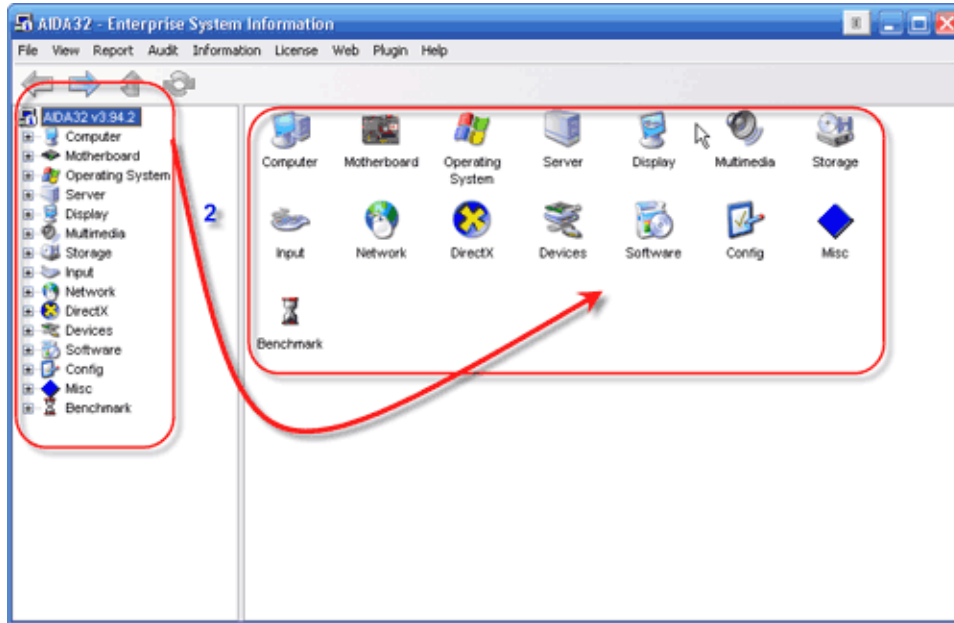 AIDA32 - Enterprise System Information
File View Report Audit Information License Web Plugin Help
AIDA32 v3.94.2
Computer
Motherboard
Operating System
Server
Display
Multimedia
Storage
Input
Network
DirectX
Devices
Software
Config
Misc
Benchmark
2
Computer Motherboard Operating System Server Display Multimedia Storage
Input Network DirectX Devices Software Config Misc
Benchmark